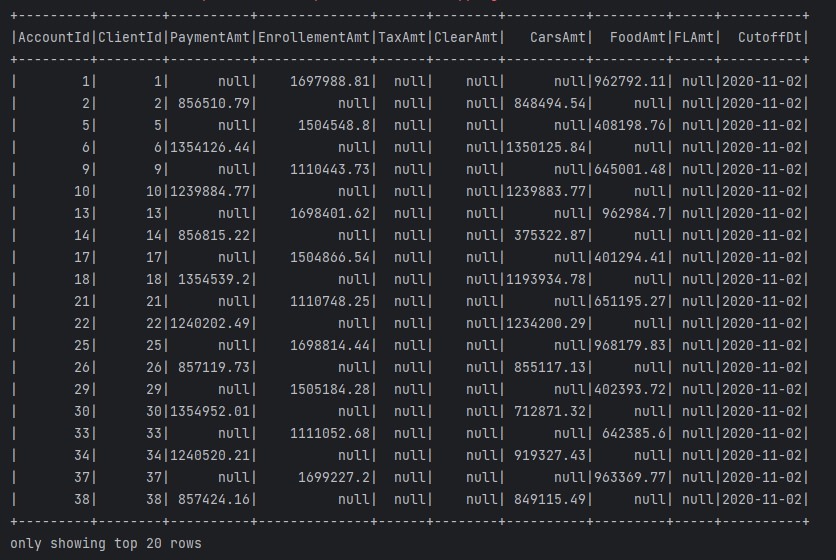 +---------+--------+----------+--------------+------+--------+----------+---------+-----+----------+
|AccountId|ClientId|PaymentAmt|EnrollementAmt|TaxAmt|ClearAmt|   CarsAmt|  FoodAmt|FLAmt|  CutoffDt|
+---------+--------+----------+--------------+------+--------+----------+---------+-----+----------+
|        1|       1|      null|    1697988.81|  null|    null|      null|962792.11| null|2020-11-02|
|        2|       2| 856510.79|          null|  null|    null| 848494.54|     null| null|2020-11-02|
|        5|       5|      null|     1504548.8|  null|    null|      null|408198.76| null|2020-11-02|
|        6|       6|1354126.44|          null|  null|    null|1350125.84|     null| null|2020-11-02|
|        9|       9|      null|    1110443.73|  null|    null|      null|645001.48| null|2020-11-02|
|       10|      10|1239884.77|          null|  null|    null|1239883.77|     null| null|2020-11-02|
|       13|      13|      null|    1698401.62|  null|    null|      null| 962984.7| null|2020-11-02|
|       14|      14| 856815.22|          null|  null|    null| 375322.87|     null| null|2020-11-02|
|       17|      17|      null|    1504866.54|  null|    null|      null|401294.41| null|2020-11-02|
|       18|      18| 1354539.2|          null|  null|    null|1193934.78|     null| null|2020-11-02|
|       21|      21|      null|    1110748.25|  null|    null|      null|651195.27| null|2020-11-02|
|       22|      22|1240202.49|          null|  null|    null|1234200.29|     null| null|2020-11-02|
|       25|      25|      null|    1698814.44|  null|    null|      null|968179.83| null|2020-11-02|
|       26|      26| 857119.73|          null|  null|    null| 855117.13|     null| null|2020-11-02|
|       29|      29|      null|    1505184.28|  null|    null|      null|402393.72| null|2020-11-02|
|       30|      30|1354952.01|          null|  null|    null| 712871.32|     null| null|2020-11-02|
|       33|      33|      null|    1111052.68|  null|    null|      null| 642385.6| null|2020-11-02|
|       34|      34|1240520.21|          null|  null|    null| 919327.43|     null| null|2020-11-02|
|       37|      37|      null|     1699227.2|  null|    null|      null|963369.77| null|2020-11-02|
|       38|      38| 857424.16|          null|  null|    null| 849115.49|     null| null|2020-11-02|
+---------+--------+----------+--------------+------+--------+----------+---------+-----+----------+
only showing top 20 rows